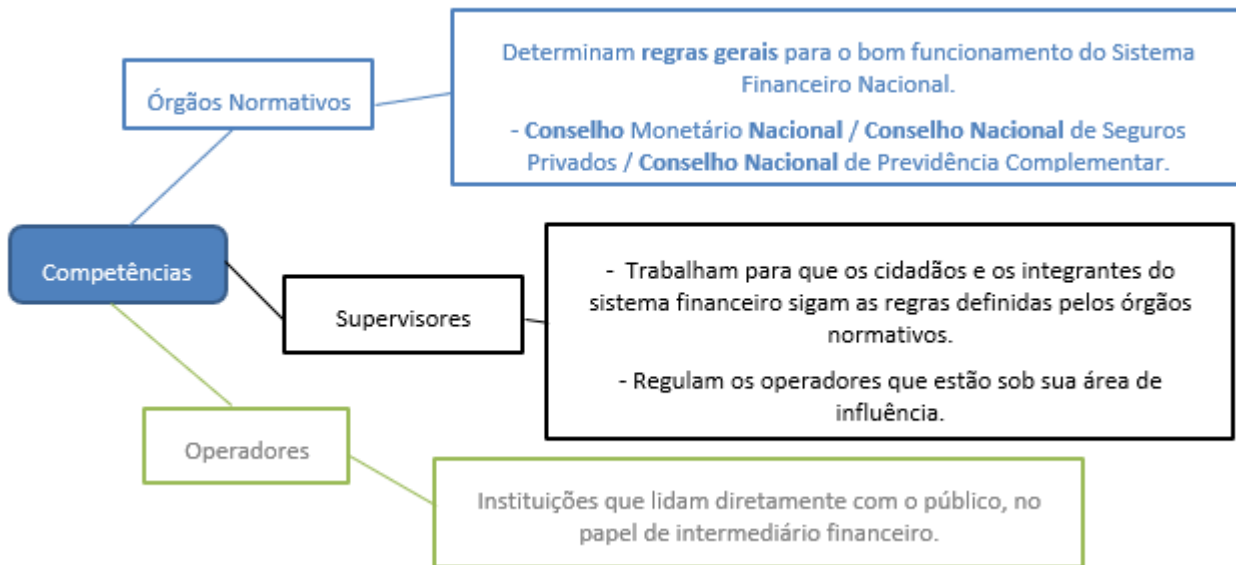 Órgãos Normativos
Determinam regras gerais para o bom funcionamento do Sistema
Financeiro Nacional.
- Conselho Monetário Nacional / Conselho Nacional de Seguros
Privados / Conselho Nacional de Previdência Complementar.
Competências
Supervisores
- Trabalham para que os cidadãos e os integrantes do
sistema financeiro sigam as regras definidas pelos órgãos
normativos.
- Regulam os operadores que estão sob sua área de
influência.
Operadores
Instituições que lidam diretamente com o público, no
papel de intermediário financeiro.